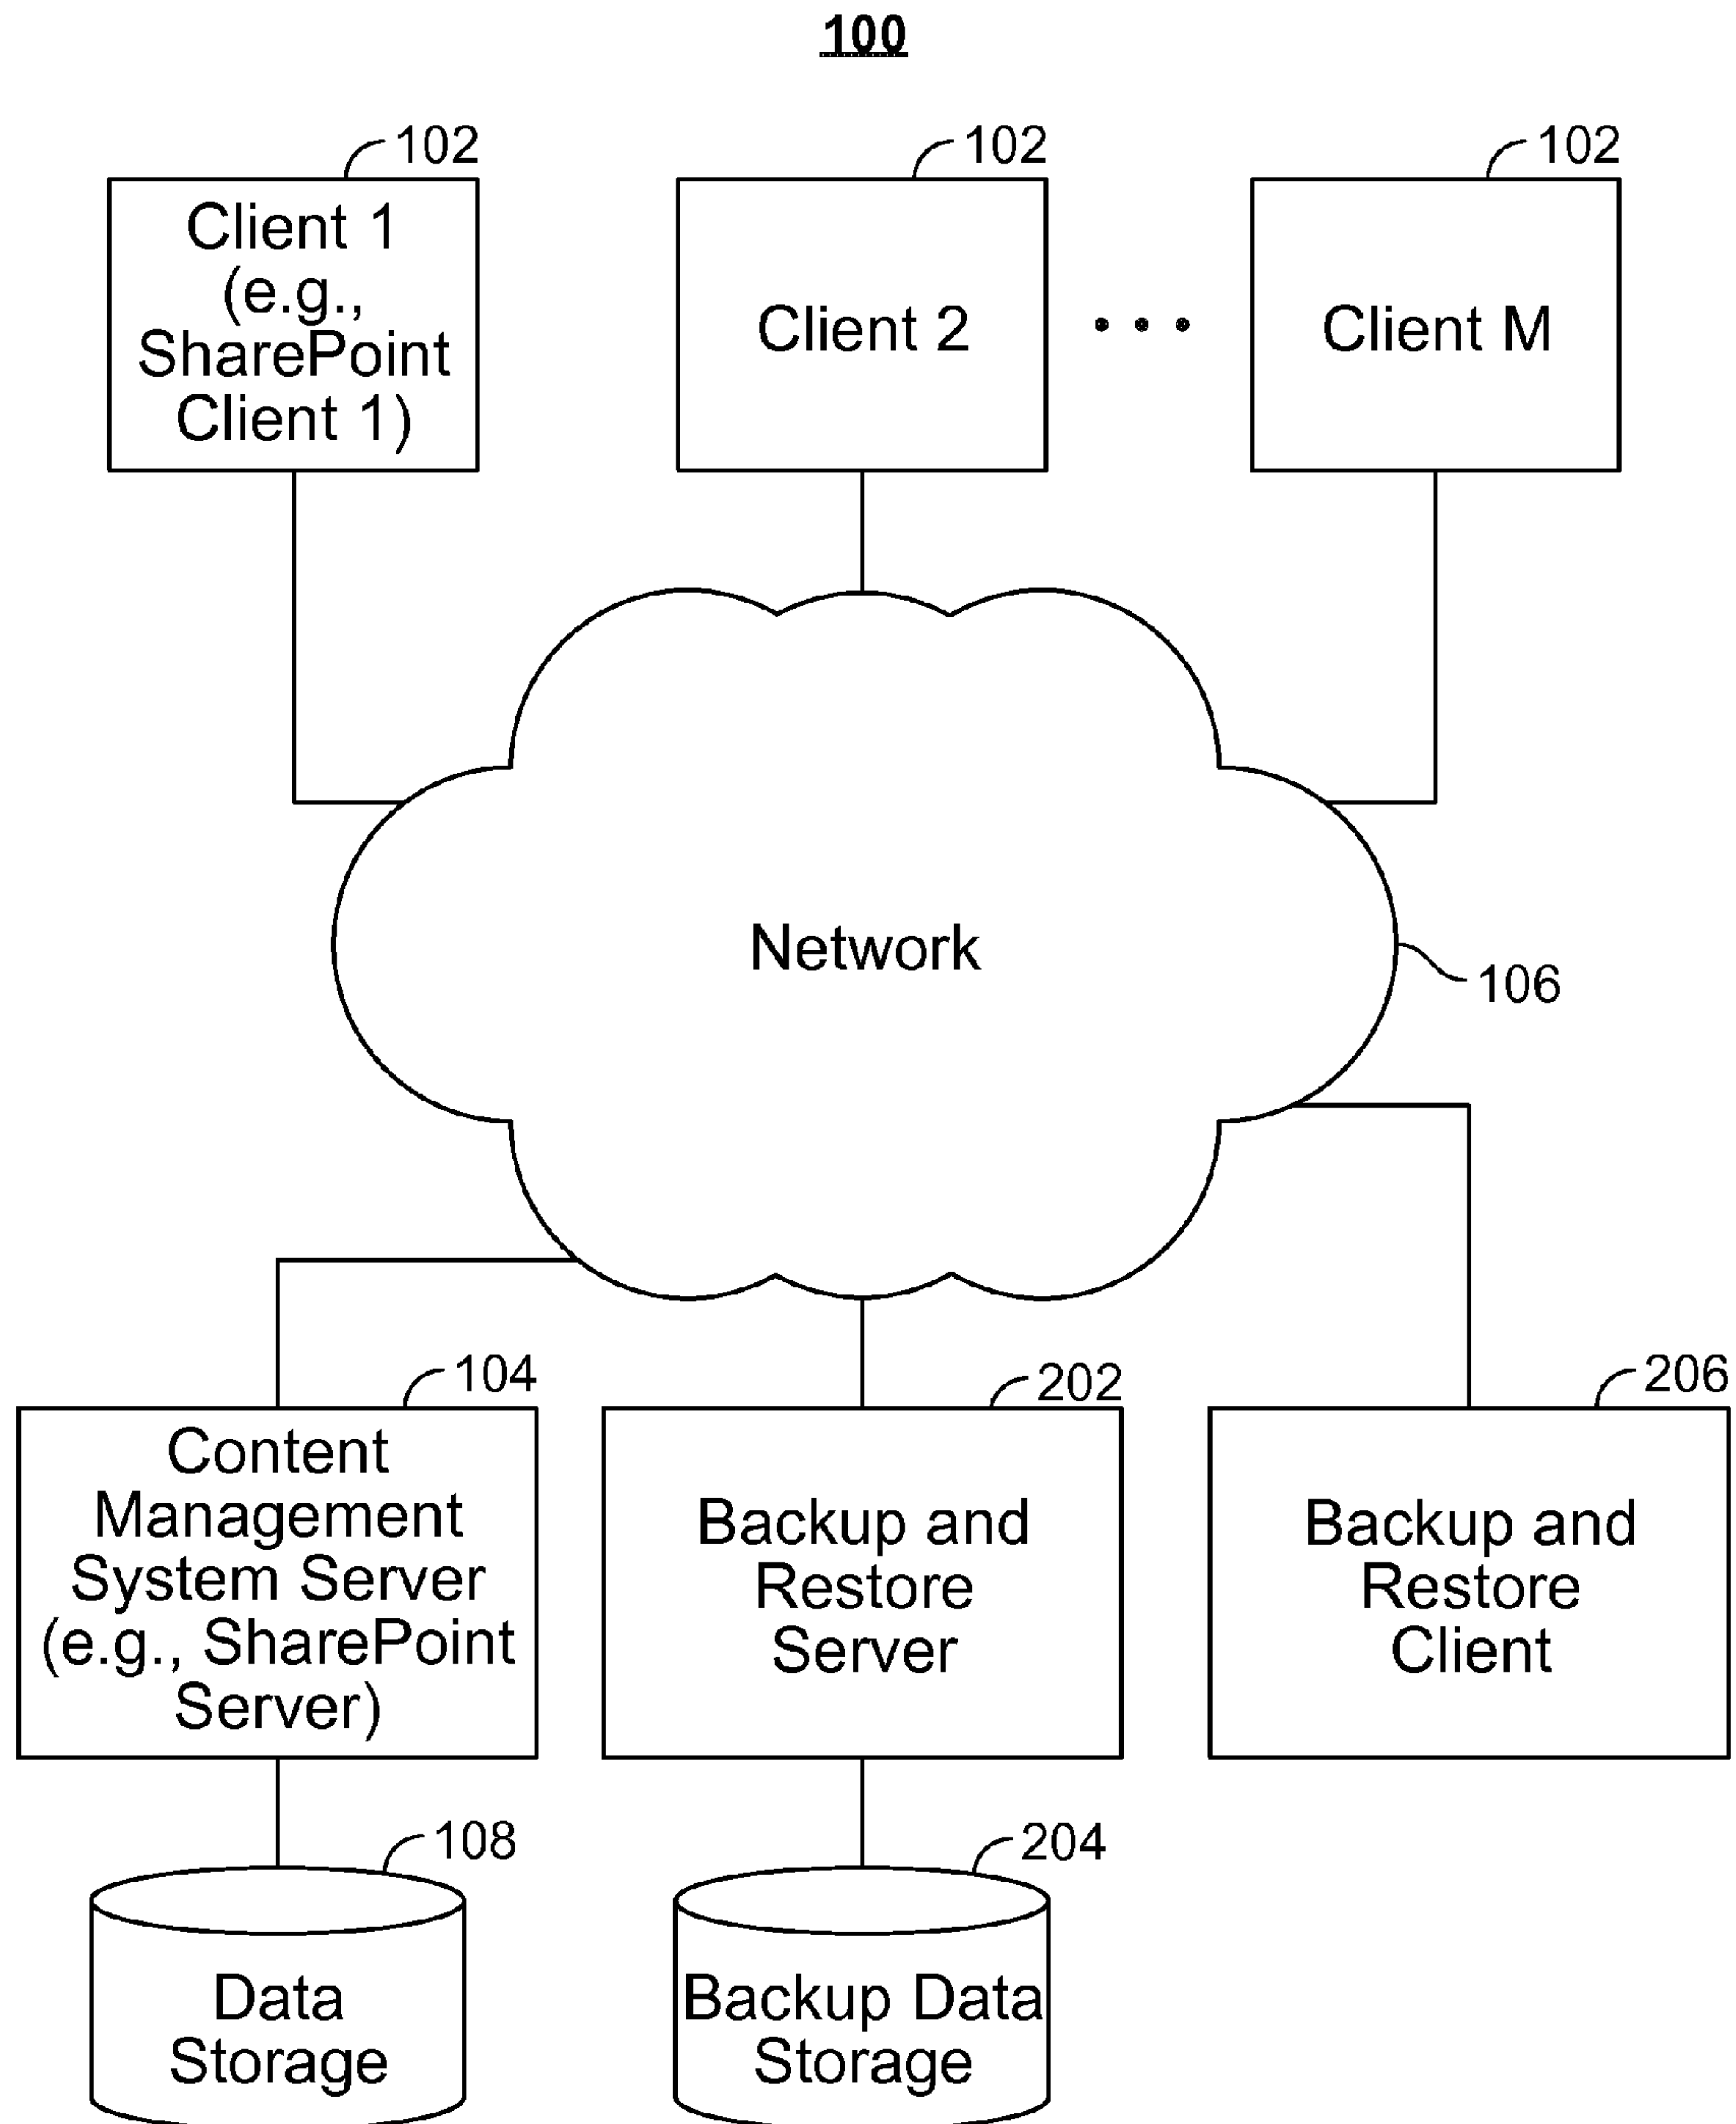 100
102
102
102
Client 1
(e.g.,
SharePoint
Client 1)
Client 2
Client M
Network
106
104
202
206
Content
Management
System Server
(e.g., SharePoint
Server)
Backup and
Restore
Server
Backup and
Restore
Client
108
204
Data
Storage
Backup Data
Storage